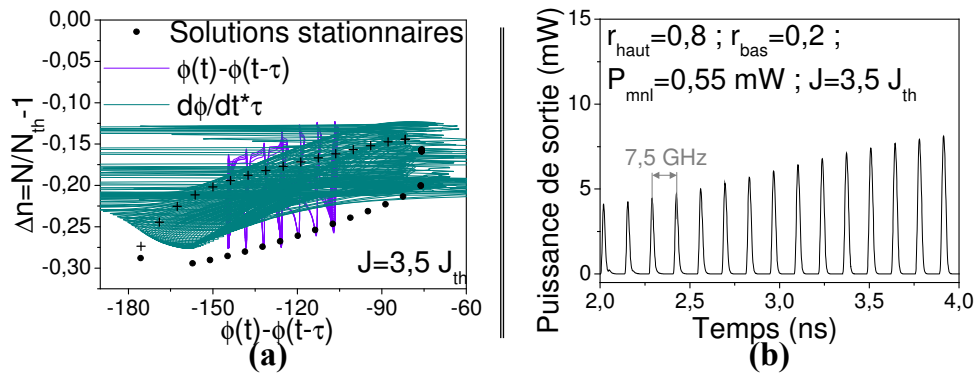 0,00
-0,05
-0,10
-0,15
-0,20
-0,25
-0,30
Δn=N/N_th-1
Solutions stationnaires
ϕ(t)-ϕ(t-τ)
dϕ/dt*τ
J=3,5 J_th
-180 -150 -120 -90 -60
ϕ(t)-ϕ(t-τ)
(a)
15
10
5
0
Puissance de sortie (mW)
r_haut=0,8 ; r_bas=0,2 ;
P_mnl=0,55 mW ; J=3,5 J_th
7,5 GHz
2,0 2,5 3,0 3,5 4,0
Temps (ns)
(b)